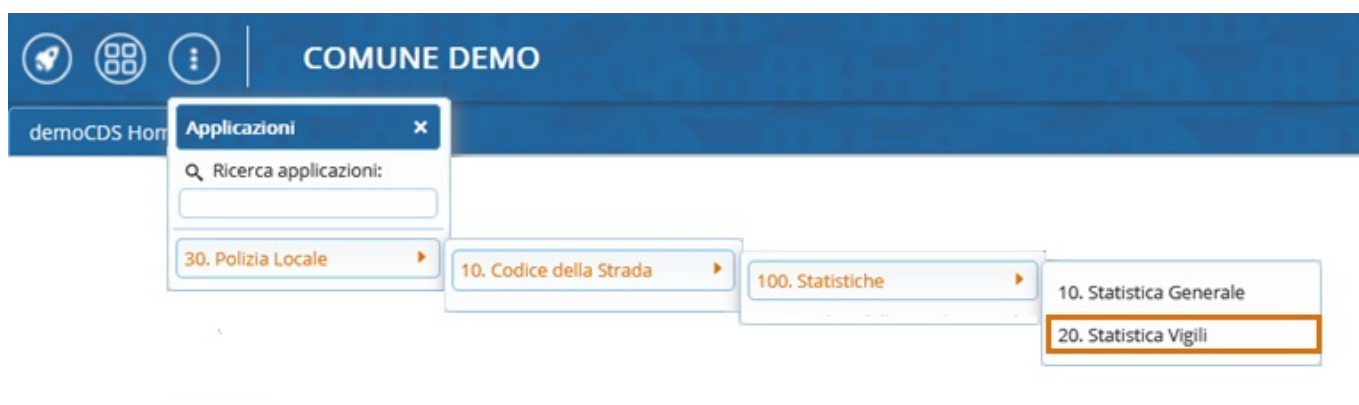 COMUNE DEMO
demoCDS Hom
Applicazioni ×
Ricerca applicazioni:
30. Polizia Locale
10. Codice della Strada
100. Statistiche
10. Statistica Generale
20. Statistica Vigili